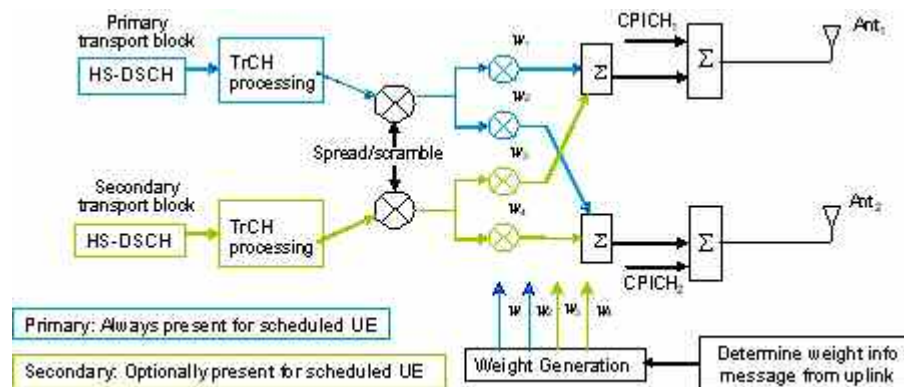 Primary
transport block
HS-DSCH
TrCH
processing
w₁
w₂
CPICH₁
Σ
Σ
Ant₁
Spread/scramble
Secondary
transport block
HS-DSCH
TrCH
processing
w₃
w₄
Σ
Σ
CPICH₂
Ant₂
w
w₂
w₃
Primary: Always present for scheduled UE
Secondary: Optionally present for scheduled UE
Weight Generation
Determine weight info
message from uplink